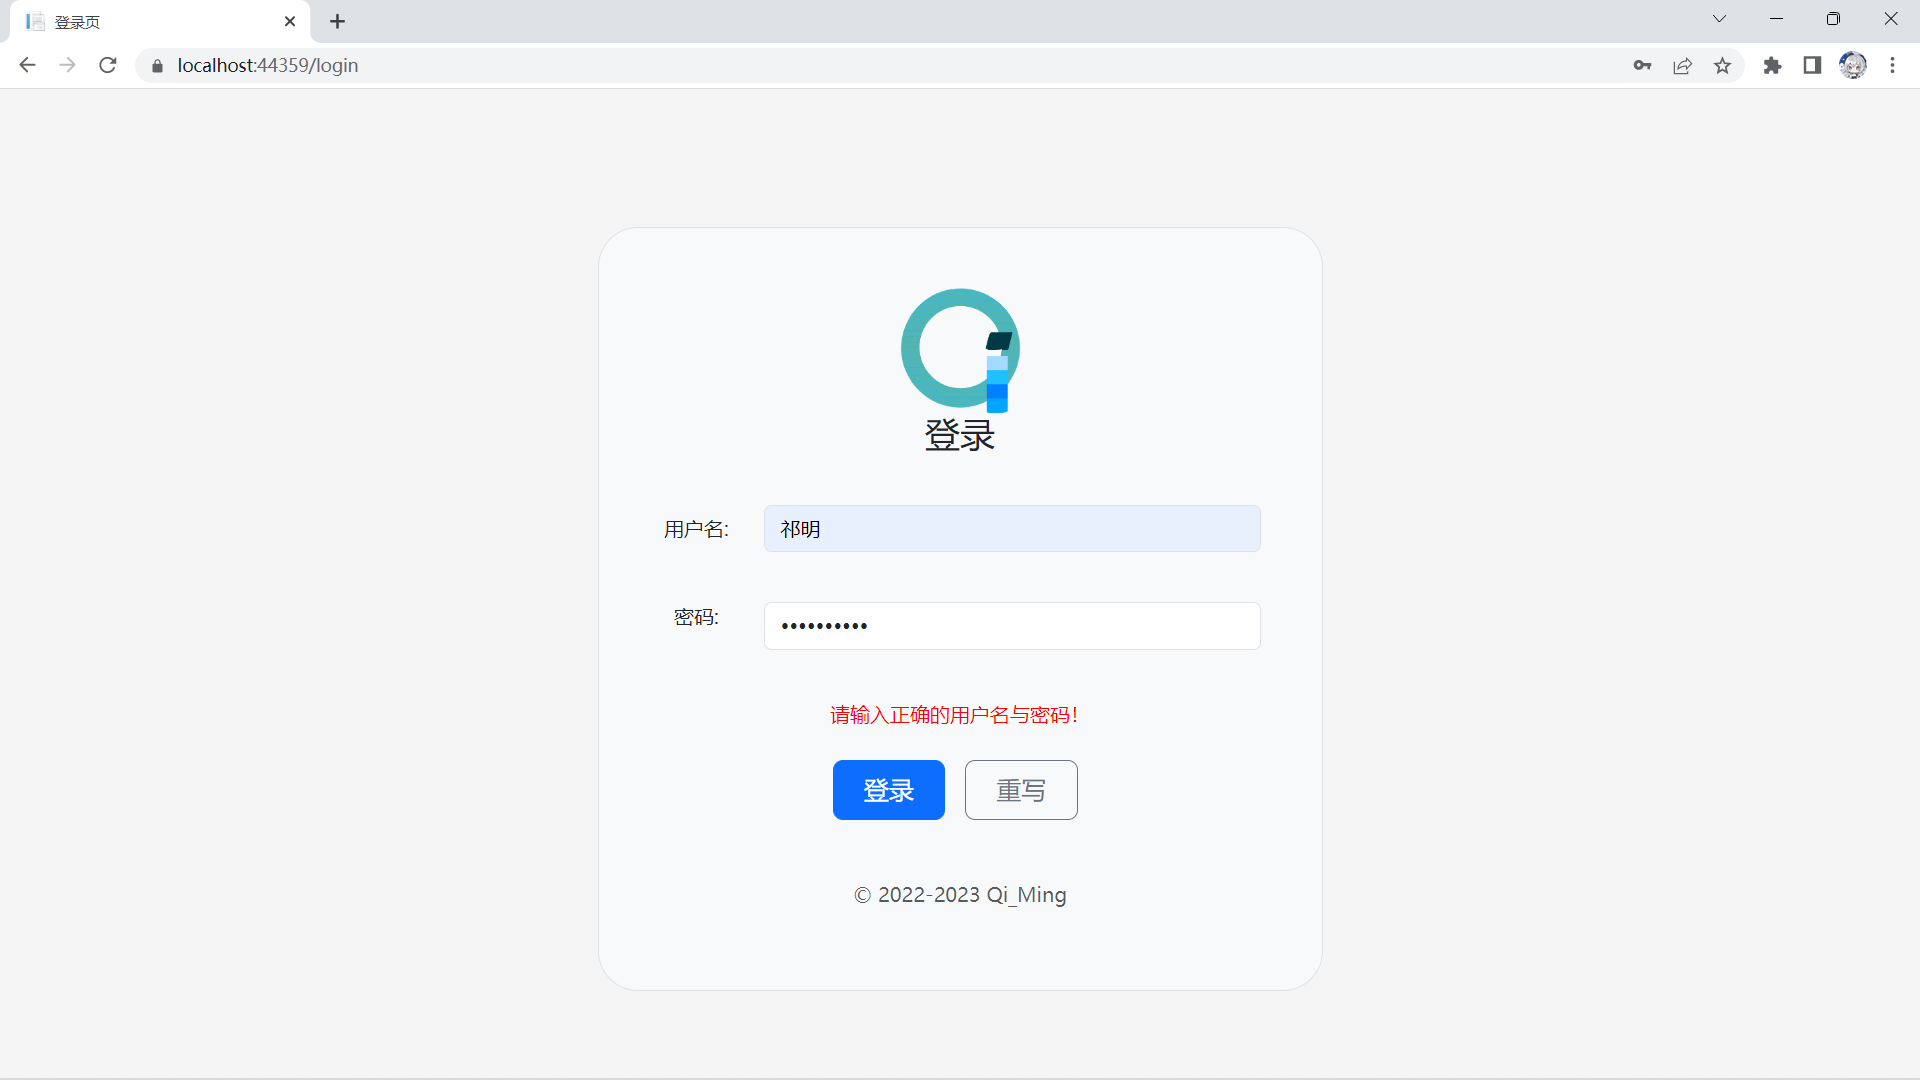 登录页
localhost:44359/login
登录
用户名:
祁明
密码:
••••••••••
请输入正确的用户名与密码！
登录 重写
© 2022-2023 Qi_Ming